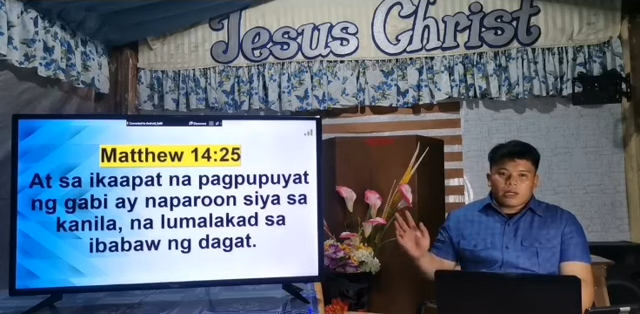 Jesus Christ
Matthew 14:25
At sa ikaapat na pagpupuyat
ng gabi ay naparoon siya sa
kanila, na lumalakad sa
ibabaw ng dagat.